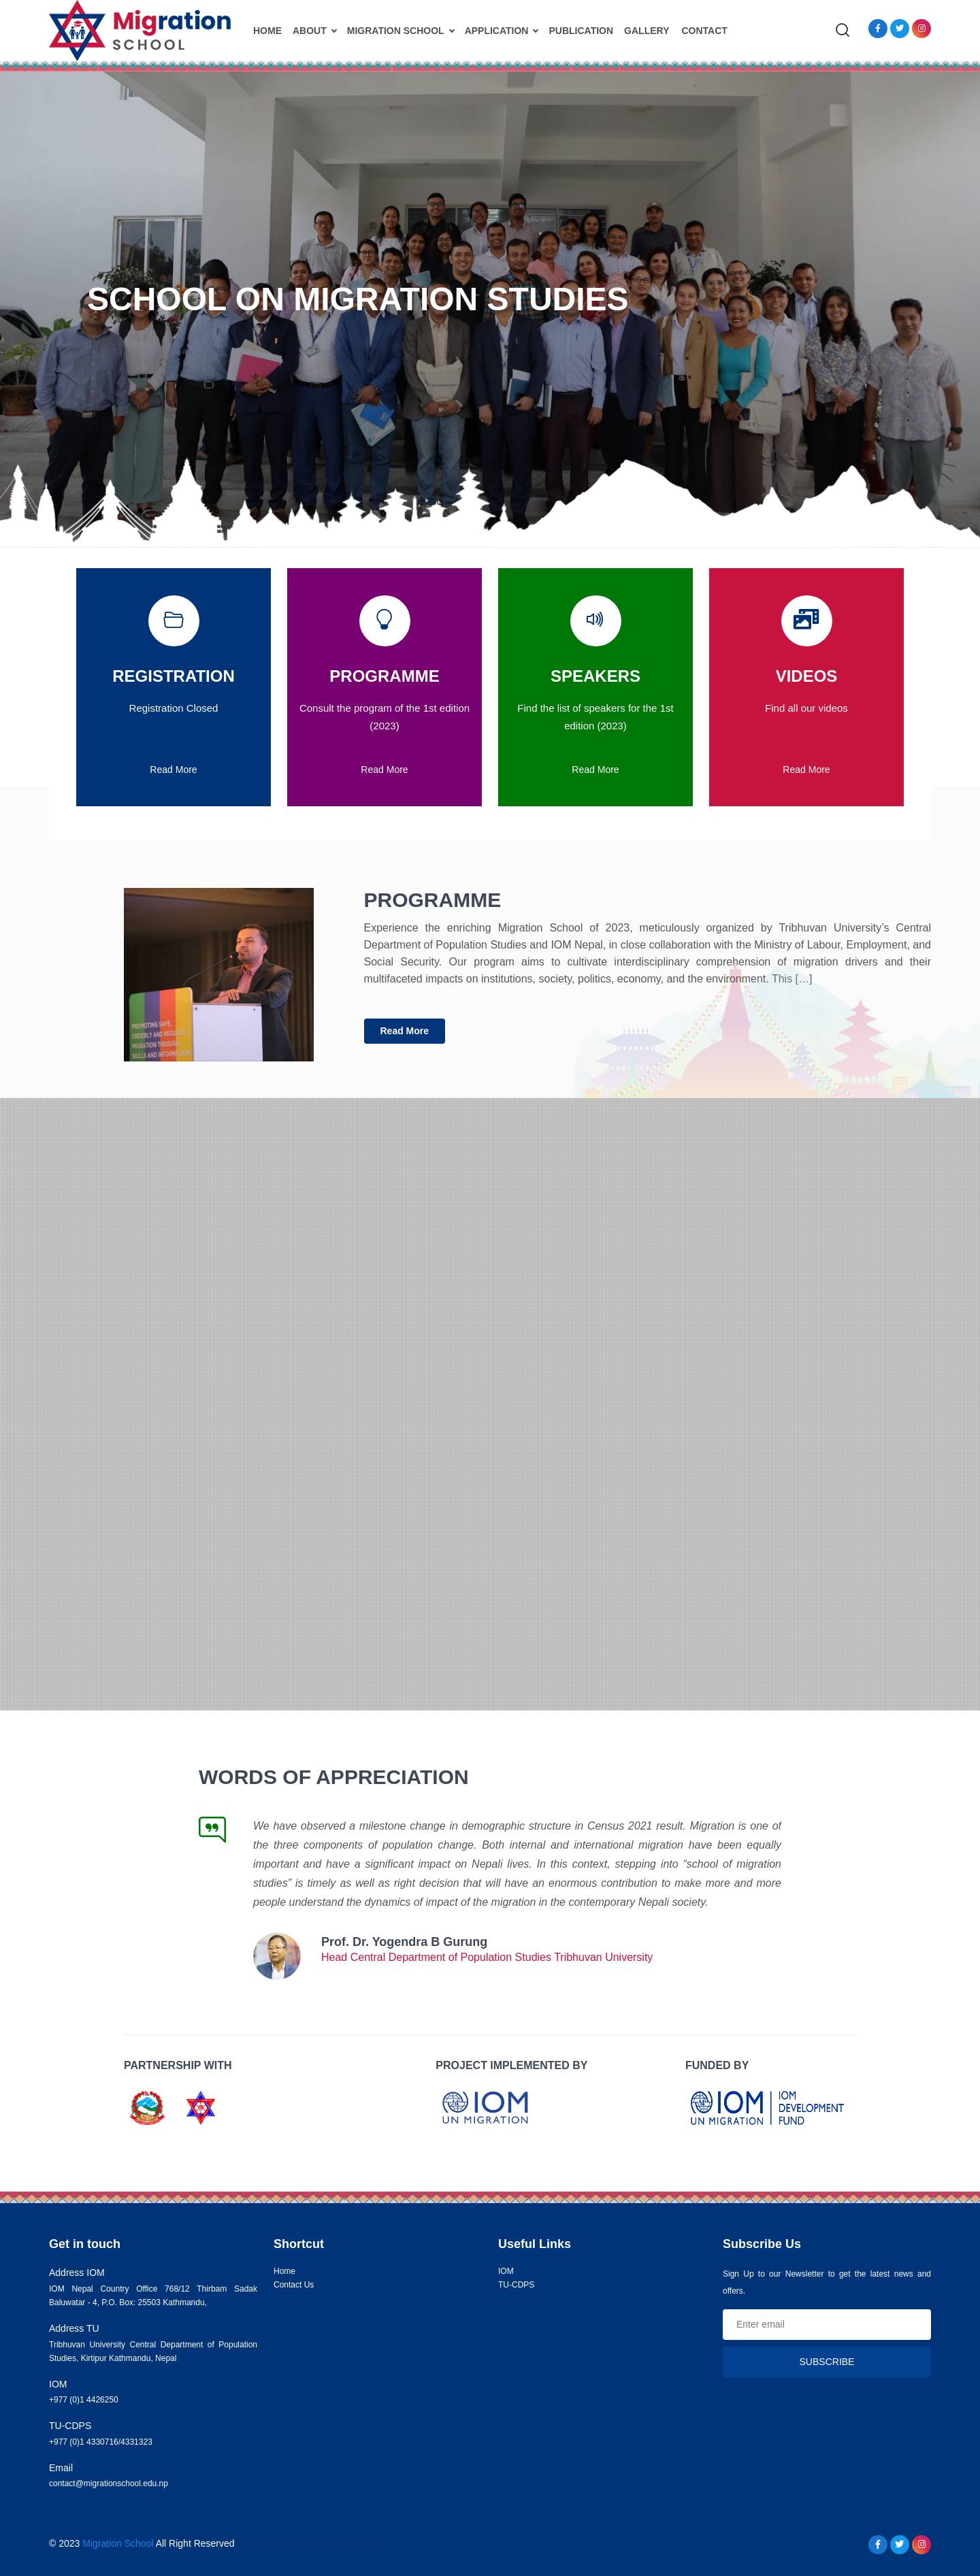 Migration
SCHOOL
HOME ABOUT MIGRATION SCHOOL APPLICATION PUBLICATION GALLERY CONTACT
SCHOOL ON MIGRATION STUDIES
REGISTRATION
Registration Closed
Read More
PROGRAMME
Consult the program of the 1st edition
(2023)
Read More
SPEAKERS
Find the list of speakers for the 1st
edition (2023)
Read More
VIDEOS
Find all our videos
Read More
PROMOTING SAFE,
ORDERLY AND REGULAR
MIGRATION THROUGH
SKILLS AND INFORMATION
PROGRAMME
Experience the enriching Migration School of 2023, meticulously organized by Tribhuvan University’s Central
Department of Population Studies and IOM Nepal, in close collaboration with the Ministry of Labour, Employment, and
Social Security. Our program aims to cultivate interdisciplinary comprehension of migration drivers and their
multifaceted impacts on institutions, society, politics, economy, and the environment. This […]
Read More
WORDS OF APPRECIATION
We have observed a milestone change in demographic structure in Census 2021 result. Migration is one of
the three components of population change. Both internal and international migration have been equally
important and have a significant impact on Nepali lives. In this context, stepping into “school of migration
studies” is timely as well as right decision that will have an enormous contribution to make more and more
people understand the dynamics of impact of the migration in the contemporary Nepali society.
Prof. Dr. Yogendra B Gurung
Head Central Department of Population Studies Tribhuvan University
PARTNERSHIP WITH
PROJECT IMPLEMENTED BY
IOM
UN MIGRATION
FUNDED BY
IOM
UN MIGRATION
IOM
DEVELOPMENT
FUND
Get in touch
Address IOM
IOM Nepal Country Office 768/12 Thirbam Sadak
Baluwatar - 4, P.O. Box: 25503 Kathmandu,
Address TU
Tribhuvan University Central Department of Population
Studies, Kirtipur Kathmandu, Nepal
IOM
+977 (0)1 4426250
TU-CDPS
+977 (0)1 4330716/4331323
Email
contact@migrationschool.edu.np
Shortcut
Home
Contact Us
Useful Links
IOM
TU-CDPS
Subscribe Us
Sign Up to our Newsletter to get the latest news and
offers.
Enter email
SUBSCRIBE
© 2023 Migration School All Right Reserved